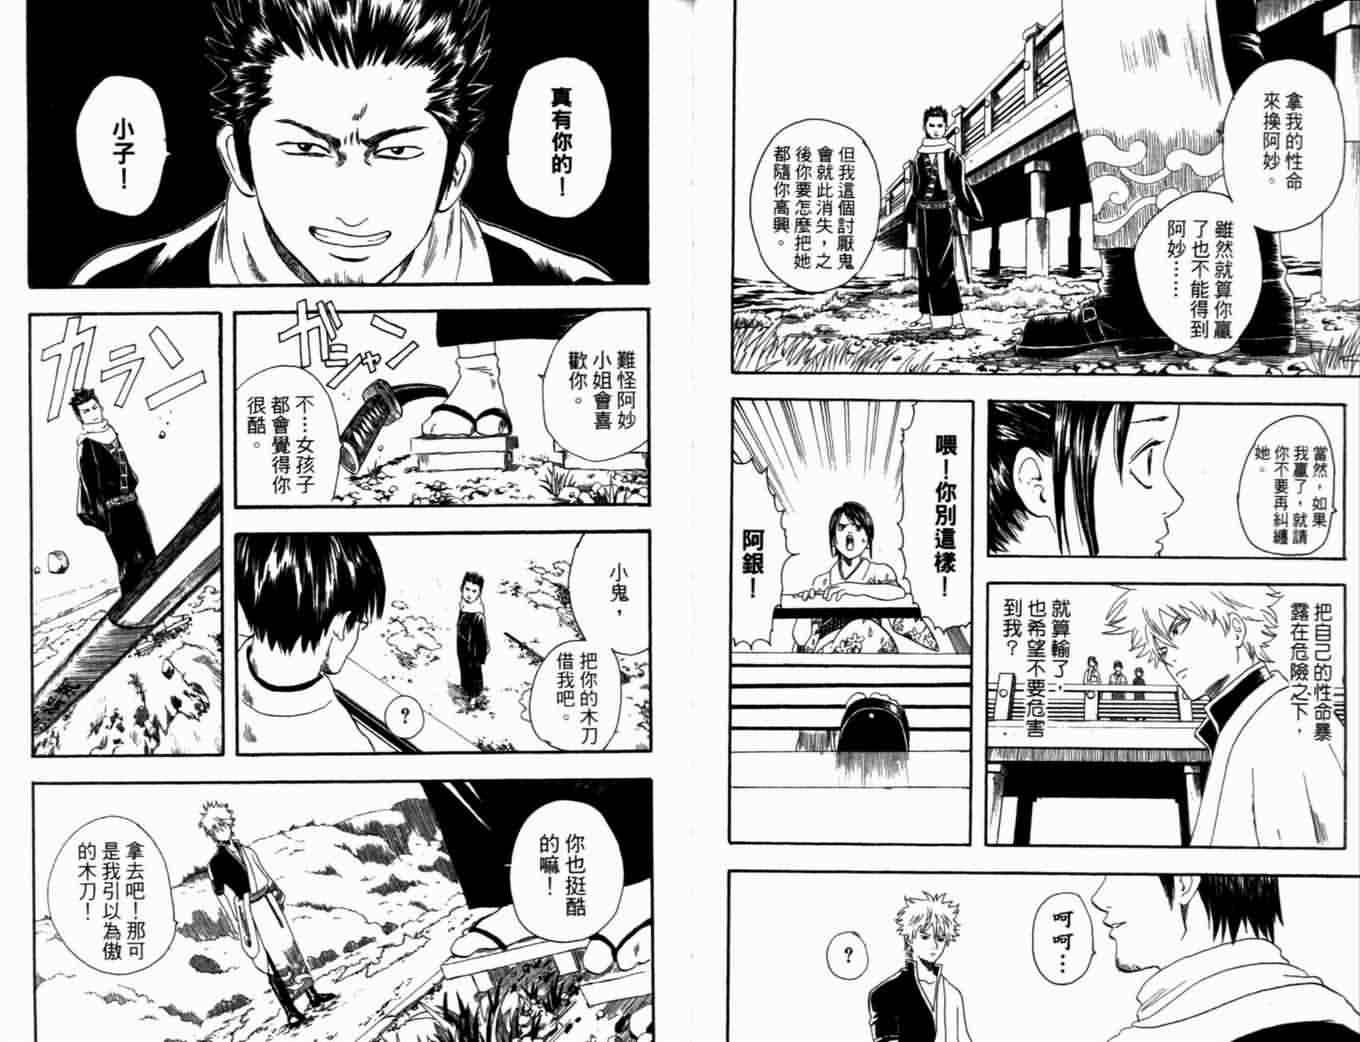 拿我的性命
來換阿妙。
雖然就算你贏
了也不能得到
阿妙……
但我這個討厭鬼
會就此消失，之
後你要怎麼把她
都隨你高興。
當然，如果
我贏了，就請
你不要再糾纏
她。
喂！你別這樣！
阿銀！
把自己的性命暴
露在危險之下，
就算輸了，
也希望不要危害
到我？
呵呵…
？
真有你的！
小子！
難怪阿妙
小姐會喜
歡你。
ガシャン
不…女孩子
都會覺得你
很酷。
カラン
小鬼，
把你的木刀
借我吧。
？
你也挺酷
的嘛！
拿去吧！那可
是我引以為傲
的木刀！